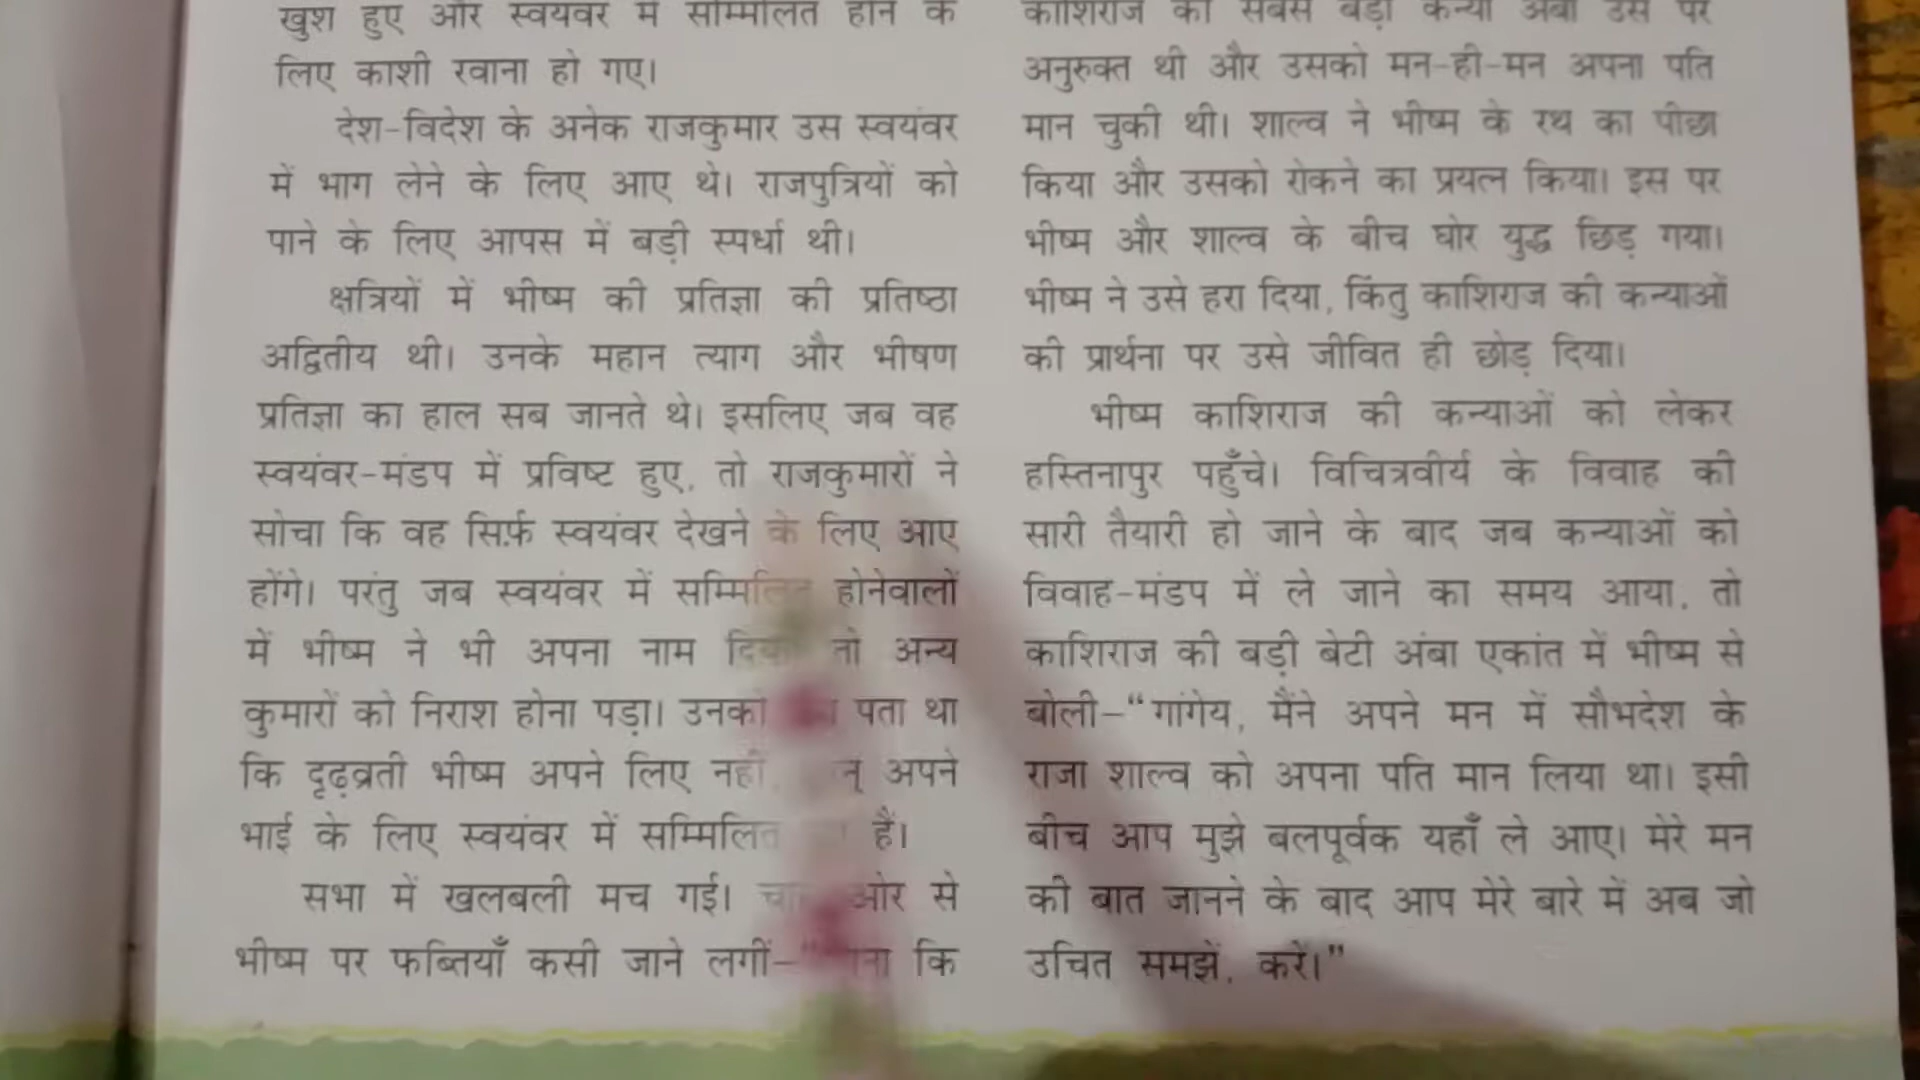 खुश हुए और स्वयंवर में सम्मिलित होने के
लिए काशी रवाना हो गए।
देश-विदेश के अनेक राजकुमार उस स्वयंवर
में भाग लेने के लिए आए थे। राजपुत्रियों को
पाने के लिए आपस में बड़ी स्पर्धा थी।
क्षत्रियों में भीष्म की प्रतिज्ञा की प्रतिष्ठा
अद्वितीय थी। उनके महान त्याग और भीषण
प्रतिज्ञा का हाल सब जानते थे। इसलिए जब वह
स्वयंवर-मंडप में प्रविष्ट हुए, तो राजकुमारों ने
सोचा कि वह सिर्फ़ स्वयंवर देखने के लिए आए
होंगे। परंतु जब स्वयंवर में सम्मिलित होनेवालों
में भीष्म ने भी अपना नाम दिया तो अन्य
कुमारों को निराश होना पड़ा। उनको पता था
कि दृढ़व्रती भीष्म अपने लिए नहीं, अपने
भाई के लिए स्वयंवर में सम्मिलित हैं।
सभा में खलबली मच गई। ओर से
भीष्म पर फब्तियाँ कसी जाने लगीं–" कि
काशिराज की सबसे बड़ी कन्या अंबा उस पर
अनुरुक्त थी और उसको मन-ही-मन अपना पति
मान चुकी थी। शाल्व ने भीष्म के रथ का पीछा
किया और उसको रोकने का प्रयत्न किया। इस पर
भीष्म और शाल्व के बीच घोर युद्ध छिड़ गया।
भीष्म ने उसे हरा दिया, किंतु काशिराज की कन्याओं
की प्रार्थना पर उसे जीवित ही छोड़ दिया।
भीष्म काशिराज की कन्याओं को लेकर
हस्तिनापुर पहुँचे। विचित्रवीर्य के विवाह की
सारी तैयारी हो जाने के बाद जब कन्याओं को
विवाह-मंडप में ले जाने का समय आया, तो
काशिराज की बड़ी बेटी अंबा एकांत में भीष्म से
बोली–"गांगेय, मैंने अपने मन में सौभदेश के
राजा शाल्व को अपना पति मान लिया था। इसी
बीच आप मुझे बलपूर्वक यहाँ ले आए। मेरे मन
की बात जानने के बाद आप मेरे बारे में अब जो
उचित समझें, करें।"